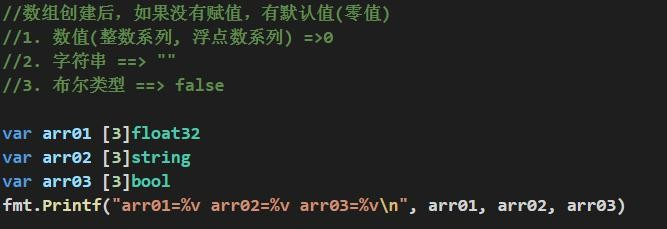 //数组创建后，如果没有赋值，有默认值(零值)
//1. 数值(整数系列, 浮点数系列) =>0
//2. 字符串 ==> ""
//3. 布尔类型 ==> false
var arr01 [3]float32
var arr02 [3]string
var arr03 [3]bool
fmt.Printf("arr01=%v arr02=%v arr03=%v\n", arr01, arr02, arr03)